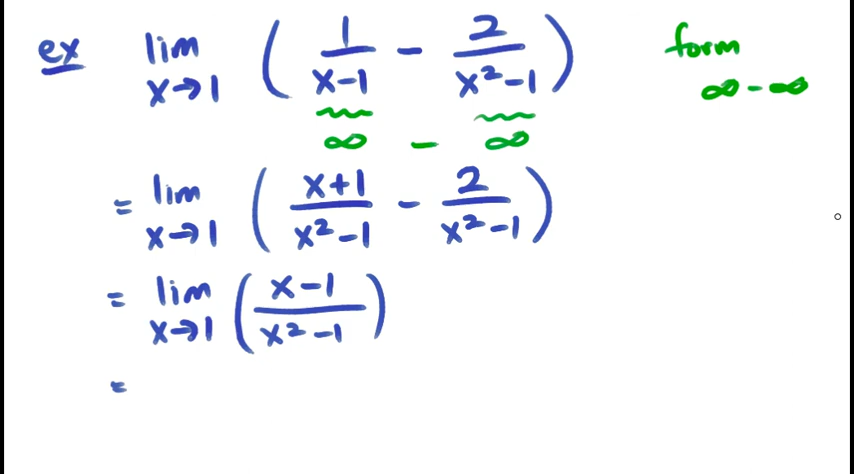 ex lim x→1 ( 1/(x-1) - 2/(x²-1) ) form
∞ - ∞
∞ - ∞
= lim x→1 ( (x+1)/(x²-1) - 2/(x²-1) )
= lim x→1 ( (x-1)/(x²-1) )
=